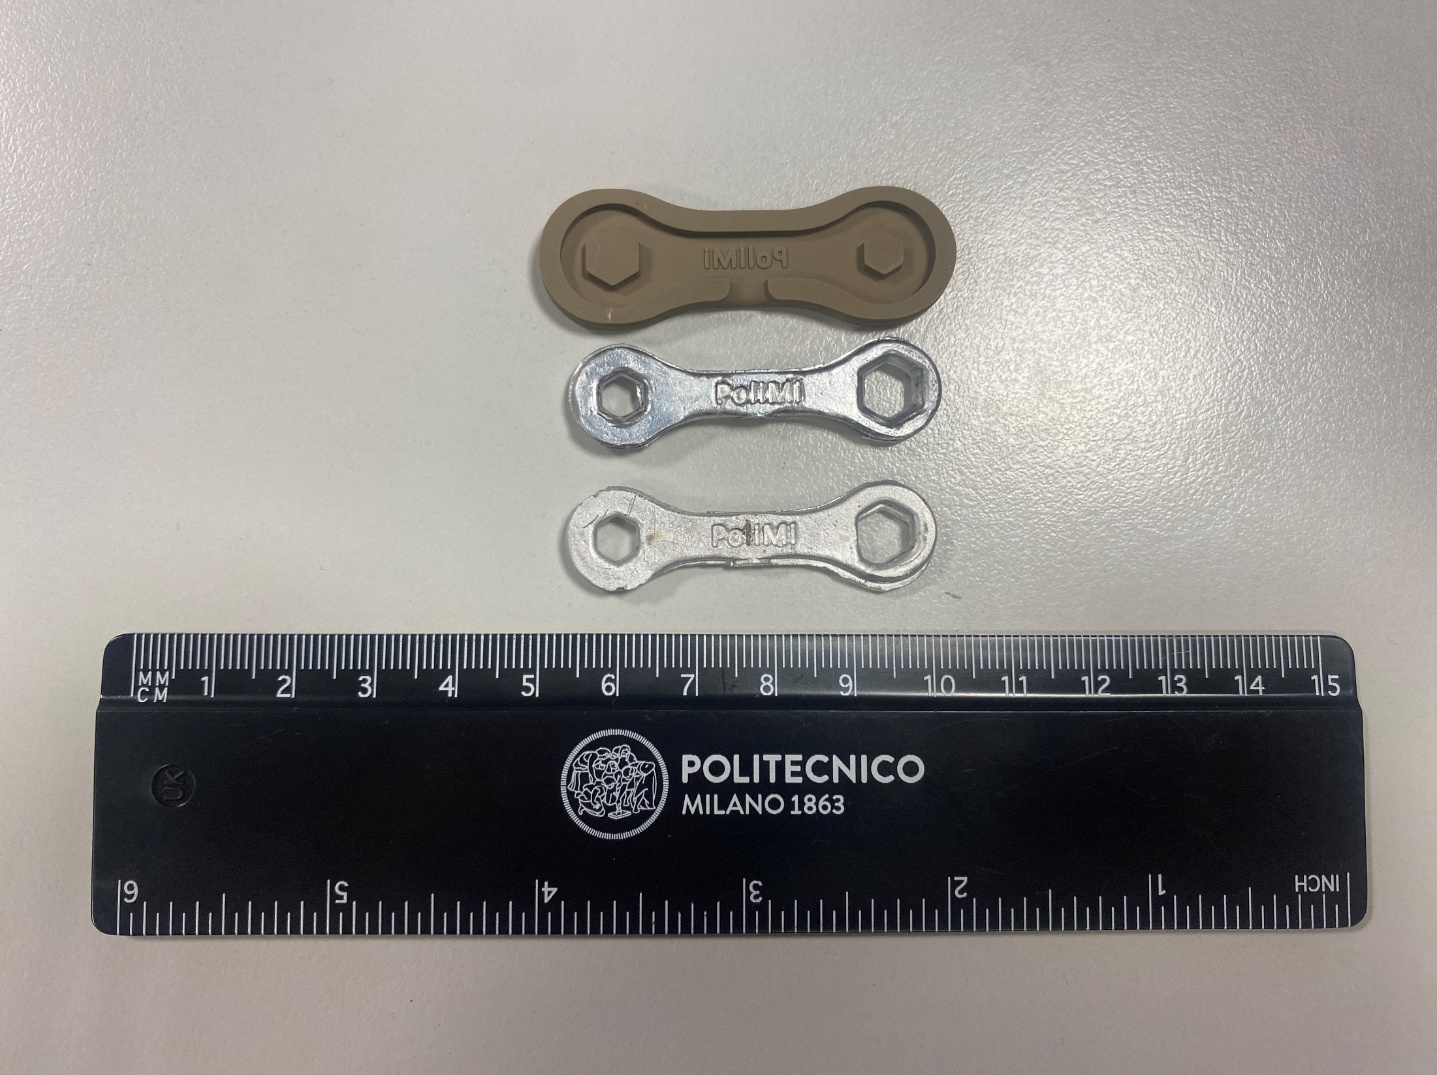 PoliMi
PoliMi
PoliMi
MM
CM
1 2 3 4 5 6 7 8 9 10 11 12 13 14 15
UK
POLITECNICO
MILANO 1863
6 5 4 3 2 1 INCH